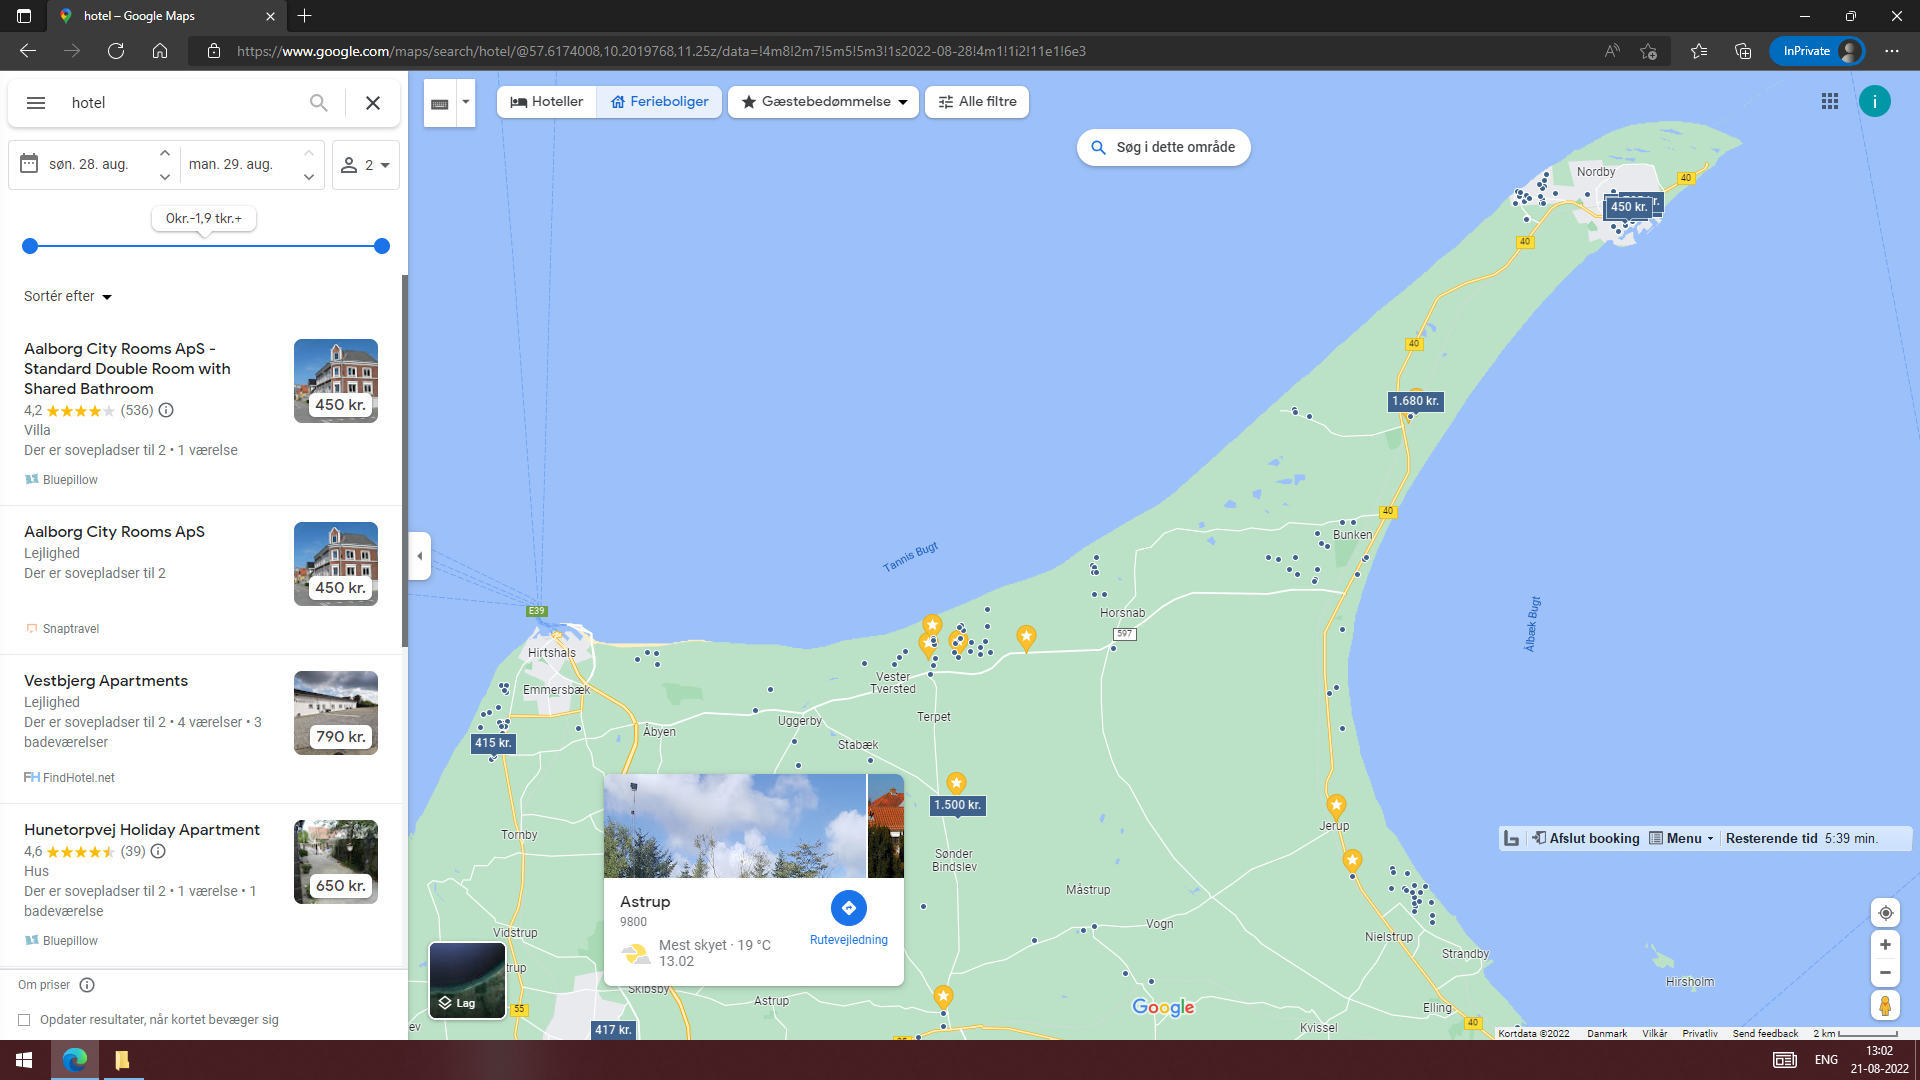 hotel – Google Maps
https://www.google.com/maps/search/hotel/@57.6174008,10.2019768,11.25z/data=!4m8!2m7!5m5!5m3!1s2022-08-28!4m1!1i2!11e1!6e3
InPrivate
hotel
søn. 28. aug.
man. 29. aug.
2
0kr.-1,9 tkr.+
Sortér efter
Aalborg City Rooms ApS -
Standard Double Room with
Shared Bathroom
4,2 (536)
Villa
Der er sovepladser til 2 • 1 værelse
Bluepillow
450 kr.
Aalborg City Rooms ApS
Lejlighed
Der er sovepladser til 2
Snaptravel
450 kr.
Vestbjerg Apartments
Lejlighed
Der er sovepladser til 2 • 4 værelser • 3
badeværelser
FH FindHotel.net
790 kr.
Hunetorpvej Holiday Apartment
4,6 (39)
Hus
Der er sovepladser til 2 • 1 værelse • 1
badeværelse
Bluepillow
650 kr.
Om priser
Opdater resultater, når kortet bevæger sig
Hoteller
Ferieboliger
Gæstebedømmelse
Alle filtre
i
Søg i dette område
Nordby
40
450 kr.
40
40
1.680 kr.
40
Bunken
Tannis Bugt
Ålbæk Bugt
Horsnab
597
E39
Hirtshals
Emmersbæk
Vester
Tversted
Terpet
Uggerby
Åbyen
Stabæk
415 kr.
1.500 kr.
Jerup
Tornby
Sønder
Bindslev
Afslut booking
Menu
Resterende tid 5:39 min.
Måstrup
Vogn
Vidstrup
Nielstrup
Strandby
Hirsholm
Astrup
9800
Mest skyet · 19 °C
13.02
Rutevejledning
Lag
trup
55
Skibsby
Astrup
Google
Elling
40
Kvissel
417 kr.
ev
Kortdata ©2022
Danmark
Vilkår
Privatliv
Send feedback
2 km
ENG
13:02
21-08-2022